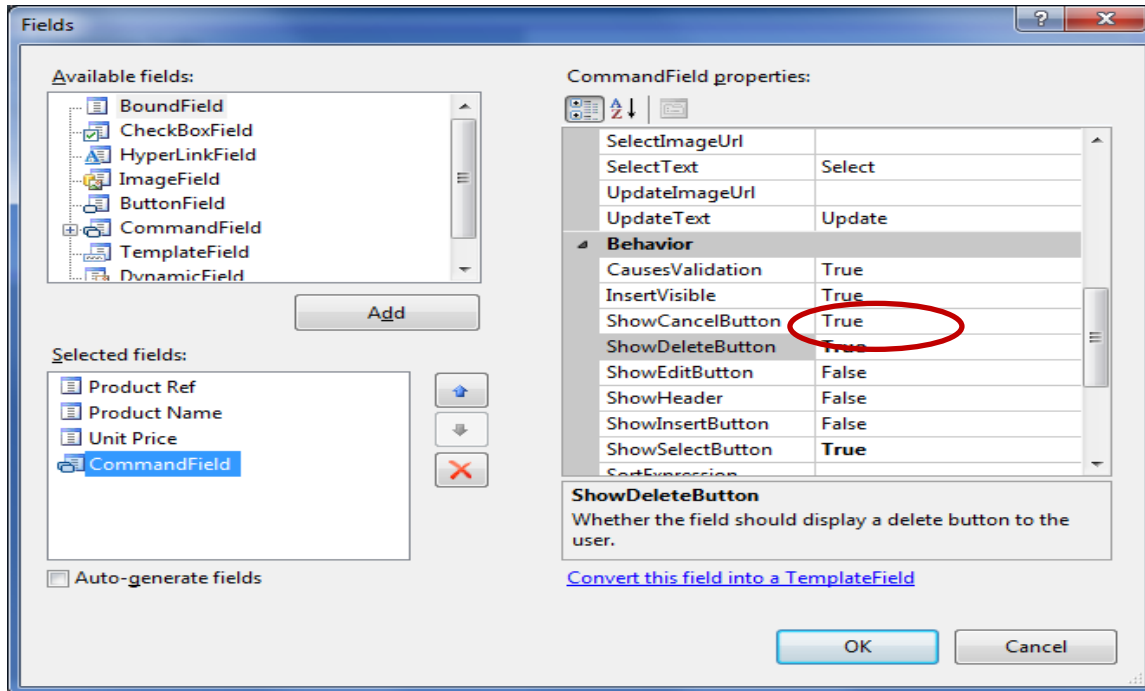 Fields
Available fields:
BoundField
CheckBoxField
HyperLinkField
ImageField
ButtonField
CommandField
TemplateField
DynamicField
Add
Selected fields:
Product Ref
Product Name
Unit Price
CommandField
Auto-generate fields
CommandField properties:
SelectImageUrl
SelectText Select
UpdateImageUrl
UpdateText Update
Behavior
CausesValidation True
InsertVisible True
ShowCancelButton True
ShowDeleteButton True
ShowEditButton False
ShowHeader False
ShowInsertButton False
ShowSelectButton True
SortExpression
ShowDeleteButton
Whether the field should display a delete button to the
user.
Convert this field into a TemplateField
OK Cancel